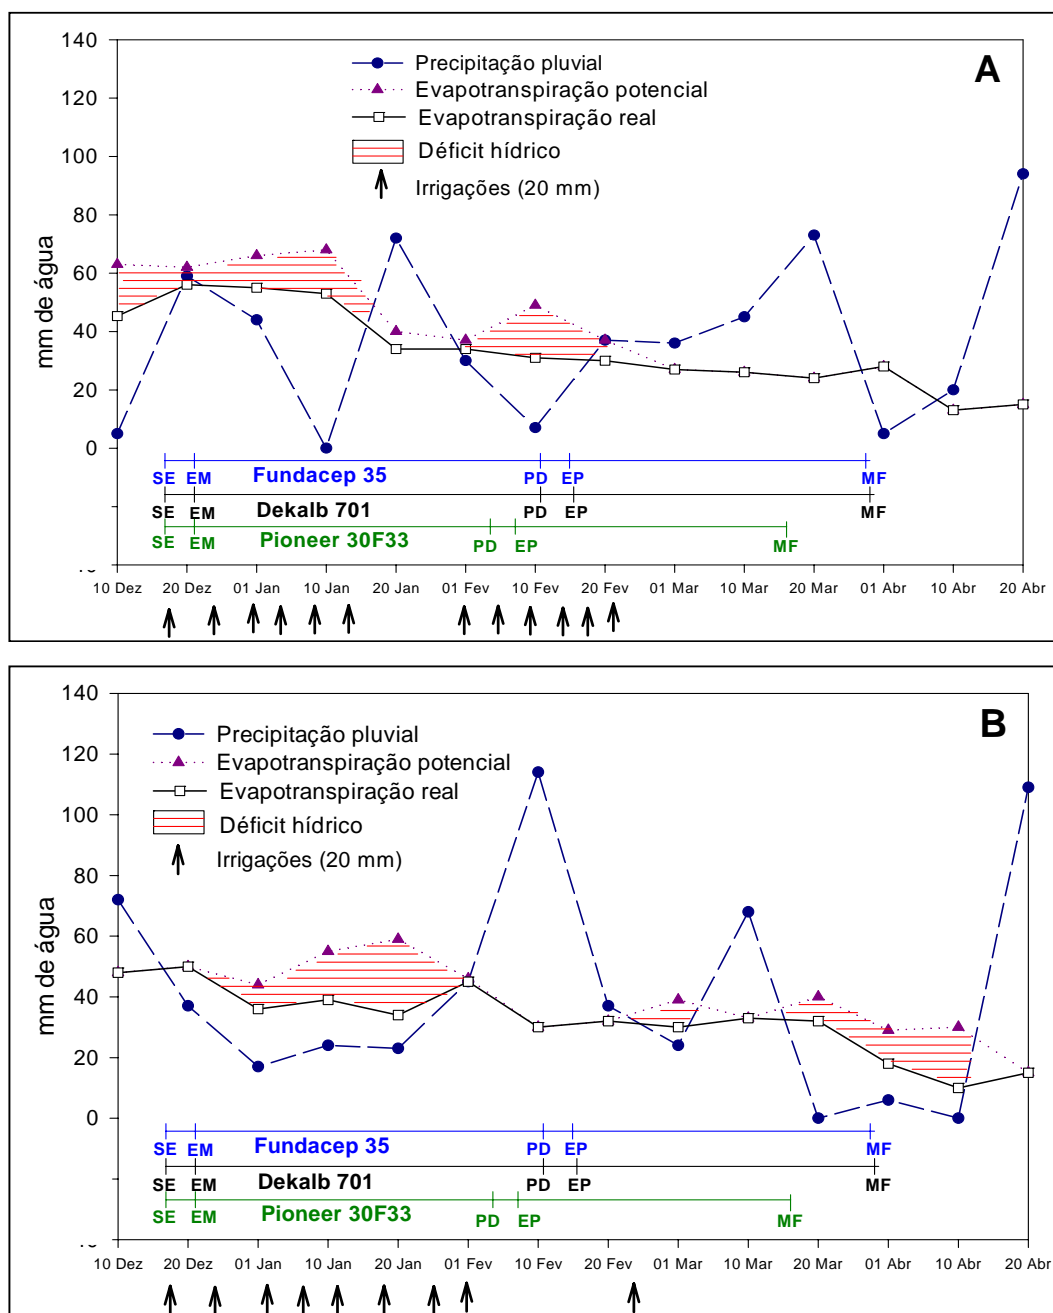 140
A
Precipitação pluvial
120
Evapotranspiração potencial
Evapotranspiração real
100
Déficit hídrico
Irrigações (20 mm)
80
60
40
20
0
mm de água
Fundacep 35
SE EM PD EP MF
Dekalb 701
SE EM PD EP MF
Pioneer 30F33
SE EM PD EP MF
10 Dez 20 Dez 01 Jan 10 Jan 20 Jan 01 Fev 10 Fev 20 Fev 01 Mar 10 Mar 20 Mar 01 Abr 10 Abr 20 Abr
140
B
Precipitação pluvial
120
Evapotranspiração potencial
Evapotranspiração real
100
Déficit hídrico
Irrigações (20 mm)
80
60
40
20
0
mm de água
Fundacep 35
SE EM PD EP MF
Dekalb 701
SE EM PD EP MF
Pioneer 30F33
SE EM PD EP MF
10 Dez 20 Dez 01 Jan 10 Jan 20 Jan 01 Fev 10 Fev 20 Fev 01 Mar 10 Mar 20 Mar 01 Abr 10 Abr 20 Abr